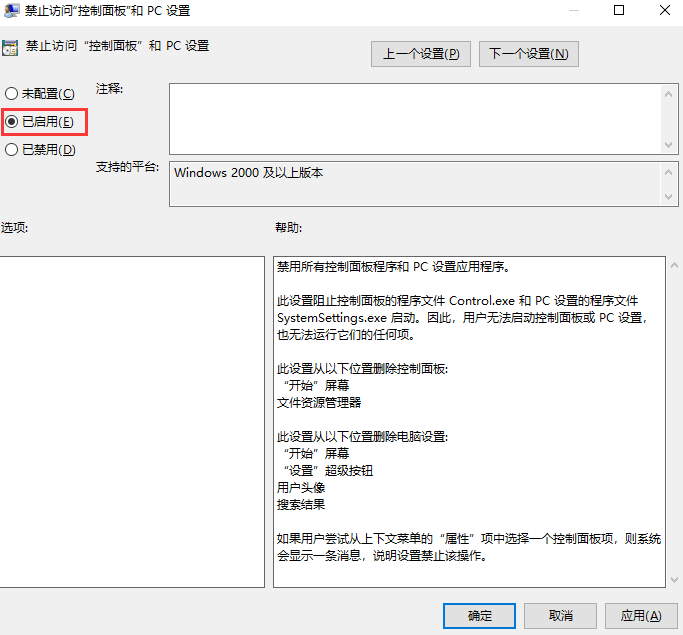 禁止访问“控制面板”和 PC 设置
禁止访问“控制面板”和 PC 设置
上一个设置(P)
下一个设置(N)
未配置(C)
注释:
已启用(E)
已禁用(D)
支持的平台:
Windows 2000 及以上版本
选项:
帮助:
禁用所有控制面板程序和 PC 设置应用程序。
此设置阻止控制面板的程序文件 Control.exe 和 PC 设置的程序文件
SystemSettings.exe 启动。因此，用户无法启动控制面板或 PC 设置，
也无法运行它们的任何项。
此设置从以下位置删除控制面板:
“开始”屏幕
文件资源管理器
此设置从以下位置删除电脑设置:
“开始”屏幕
“设置”超级按钮
用户头像
搜索结果
如果用户尝试从上下文菜单的“属性”项中选择一个控制面板项，则系统
会显示一条消息，说明设置禁止该操作。
确定
取消
应用(A)